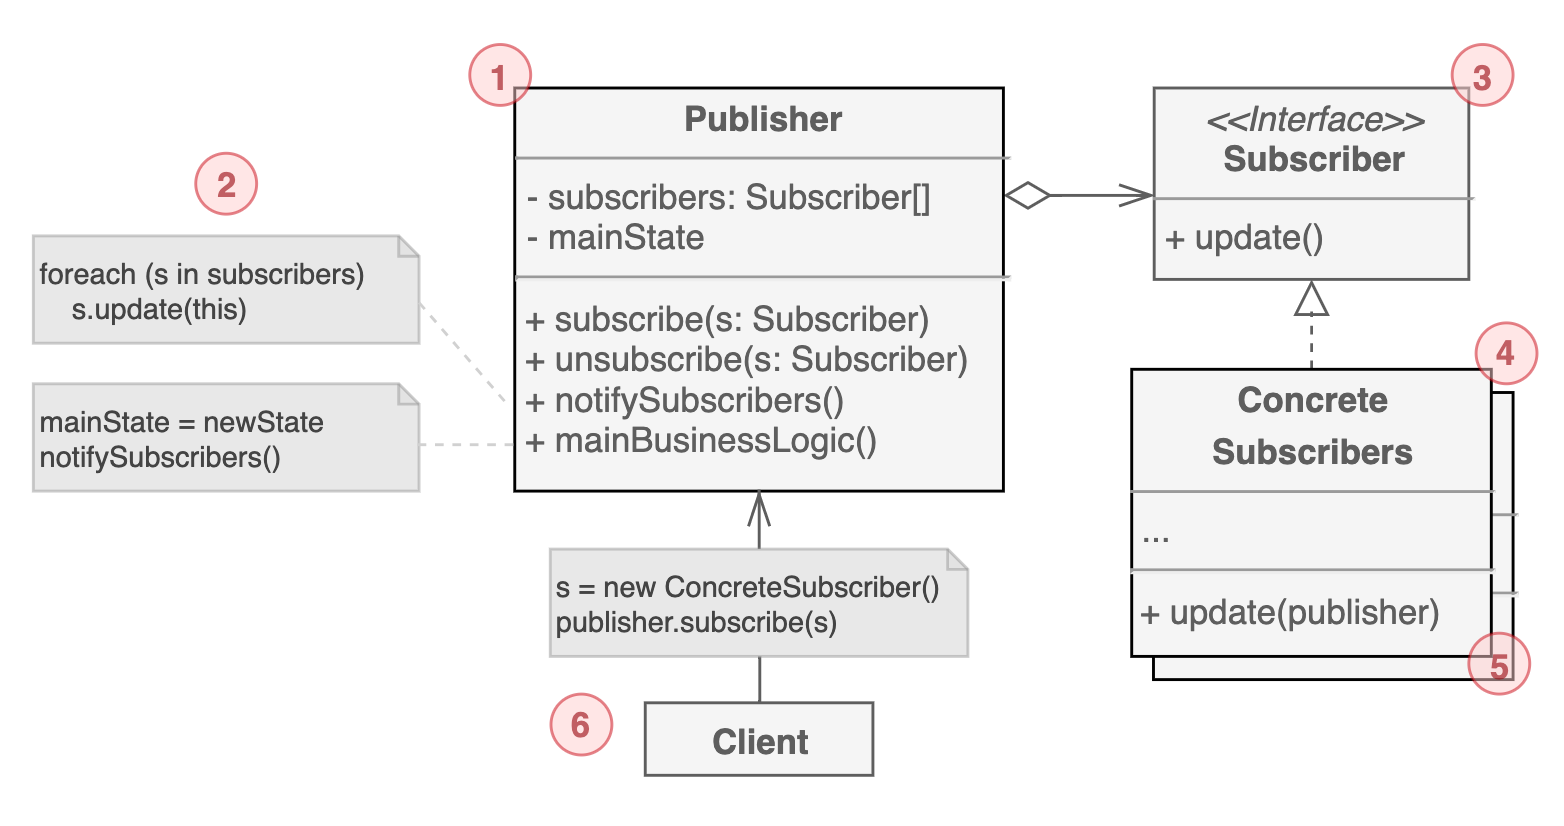 1
Publisher
- subscribers: Subscriber[]
- mainState
+ subscribe(s: Subscriber)
+ unsubscribe(s: Subscriber)
+ notifySubscribers()
+ mainBusinessLogic()
2
foreach (s in subscribers)
s.update(this)
mainState = newState
notifySubscribers()
3
<<Interface>>
Subscriber
+ update()
4
Concrete
Subscribers
...
+ update(publisher)
5
s = new ConcreteSubscriber()
publisher.subscribe(s)
6
Client